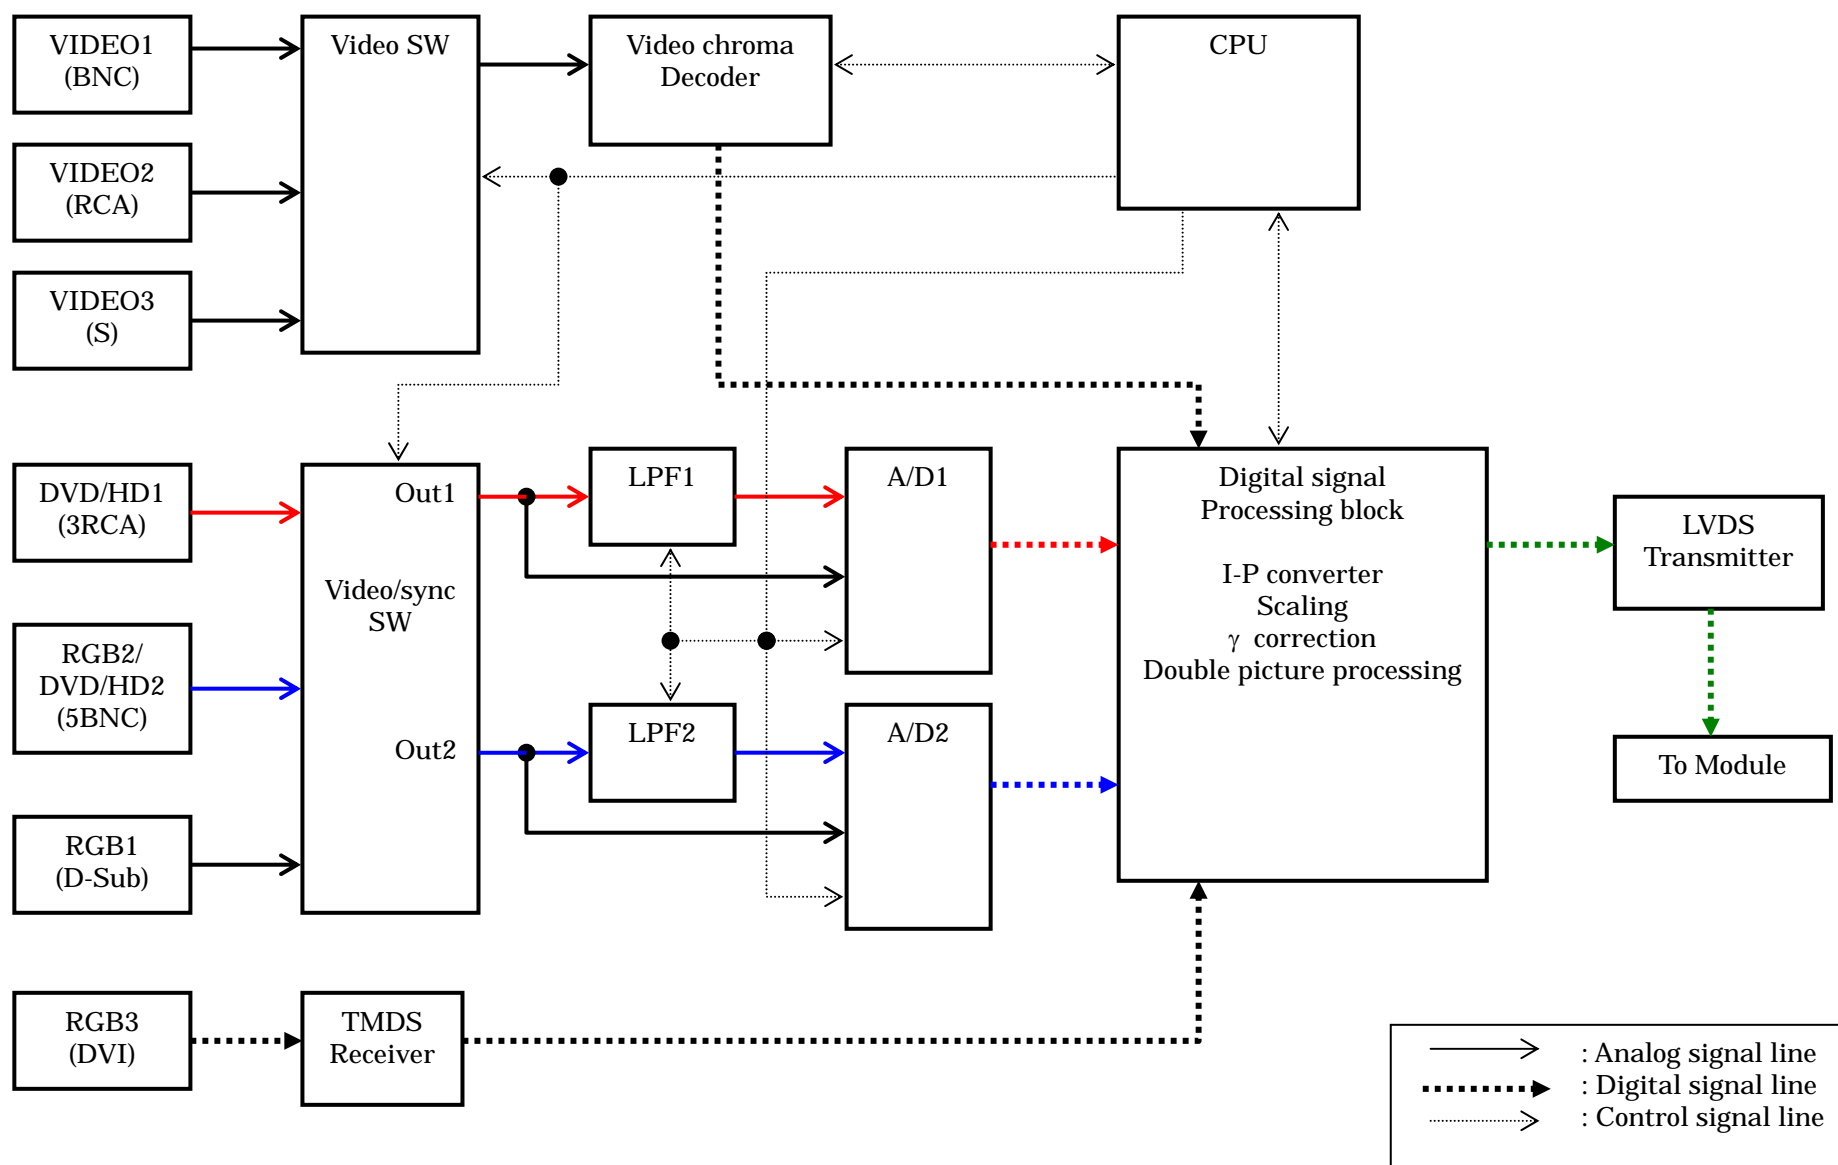 VIDEO1
(BNC)
Video SW
Video chroma
Decoder
CPU
VIDEO2
(RCA)
VIDEO3
(S)
DVD/HD1
(3RCA)
Out1
LPF1
A/D1
Digital signal
Processing block
I-P converter
Scaling
γ correction
Double picture processing
LVDS
Transmitter
Video/sync
SW
RGB2/
DVD/HD2
(5BNC)
Out2
LPF2
A/D2
To Module
RGB1
(D-Sub)
RGB3
(DVI)
TMDS
Receiver
: Analog signal line
: Digital signal line
: Control signal line